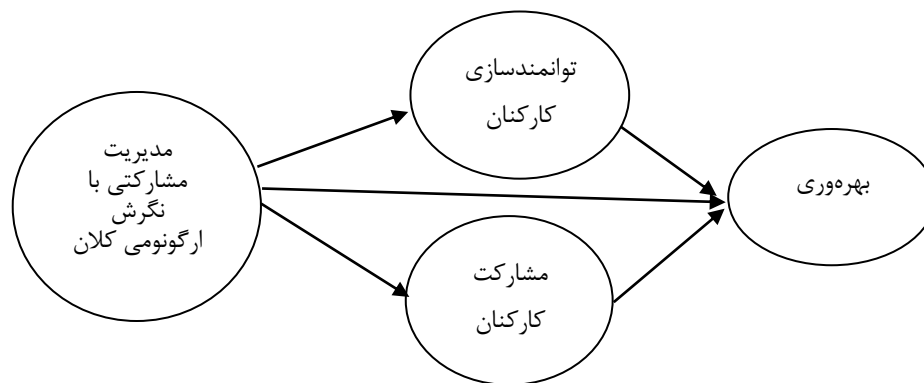 توانمندسازی
کارکنان
مدیریت
مشارکتی با
نگرش
ارگونومی کلان
بهره‌وری
مشارکت
کارکنان